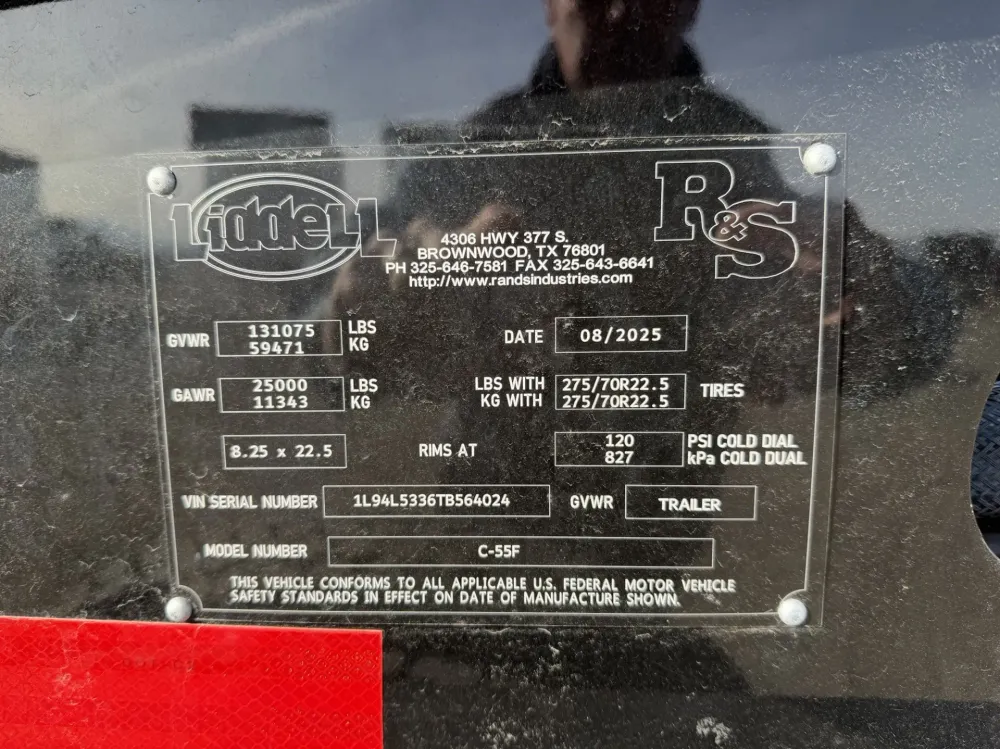 LiddeLL
R&S
4306 HWY 377 S.
BROWNWOOD, TX 76801
PH 325-646-7581 FAX 325-643-6641
http://www.randsindustries.com
GVWR 131075 LBS
59471 KG
DATE 08/2025
GAWR 25000 LBS
11343 KG
LBS WITH 275/70R22.5 TIRES
KG WITH 275/70R22.5
8.25 x 22.5 RIMS AT
120 PSI COLD DIAL
827 kPa COLD DUAL
VIN SERIAL NUMBER 1L94L5336TB564024 GVWR TRAILER
MODEL NUMBER C-55F
THIS VEHICLE CONFORMS TO ALL APPLICABLE U.S. FEDERAL MOTOR VEHICLE
SAFETY STANDARDS IN EFFECT ON DATE OF MANUFACTURE SHOWN.